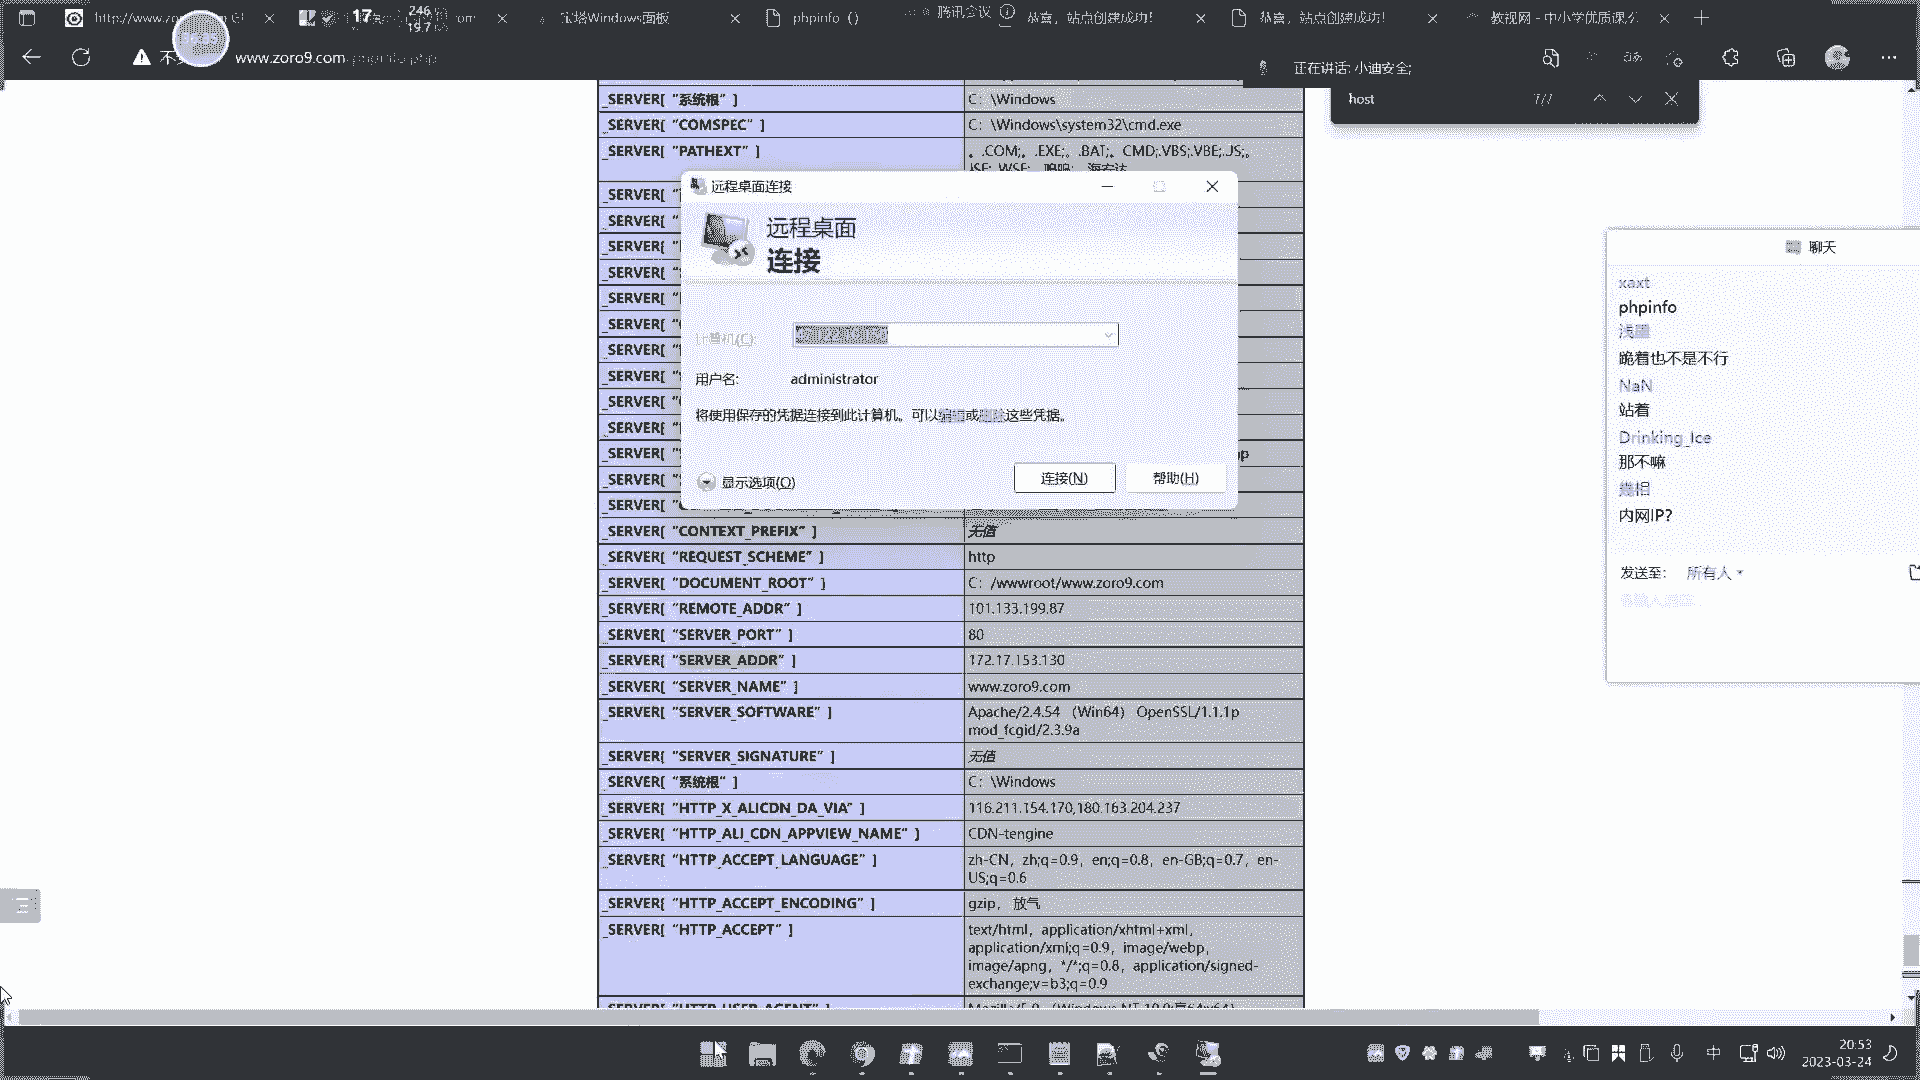 http://www.zo
17
246
19.7
om
宝塔Windows面板
phpinfo（）
腾讯会议
恭喜，站点创建成功！
恭喜，站点创建成功！
教视网 - 中小学优质课
www.zoro9.com/phpinfo.php
正在讲话: 小迪安全;
host
7/7
_SERVER[“系统根”]
C：\Windows
_SERVER[“COMSPEC”]
C：\Windows\system32\cmd.exe
_SERVER[“PATHEXT”]
。.COM;。.EXE;。.BAT;。CMD;.VBS;.VBE;.JS;。
远程桌面连接
远程桌面
连接
计算机(C):
用户名:
administrator
将使用保存的凭据连接到此计算机。可以编辑或删除这些凭据。
显示选项(O)
连接(N)
帮助(H)
_SERVER[“CONTEXT_PREFIX”]
无值
_SERVER[“REQUEST_SCHEME”]
http
_SERVER[“DOCUMENT_ROOT”]
C：/wwwroot/www.zoro9.com
_SERVER[“REMOTE_ADDR”]
101.133.199.87
_SERVER[“SERVER_PORT”]
80
_SERVER[“SERVER_ADDR”]
172.17.153.130
_SERVER[“SERVER_NAME”]
www.zoro9.com
_SERVER[“SERVER_SOFTWARE”]
Apache/2.4.54 （Win64） OpenSSL/1.1.1p
mod_fcgid/2.3.9a
_SERVER[“SERVER_SIGNATURE”]
无值
_SERVER[“系统根”]
C：\Windows
_SERVER[“HTTP_X_ALICDN_DA_VIA”]
116.211.154.170,180.163.204.237
_SERVER[“HTTP_ALI_CDN_APPVIEW_NAME”]
CDN-tengine
_SERVER[“HTTP_ACCEPT_LANGUAGE”]
zh-CN，zh;q=0.9，en;q=0.8，en-GB;q=0.7，en-
US;q=0.6
_SERVER[“HTTP_ACCEPT_ENCODING”]
gzip， 放气
_SERVER[“HTTP_ACCEPT”]
text/html，application/xhtml+xml，
application/xml;q=0.9，image/webp，
image/apng，*/*;q=0.8，application/signed-
exchange;v=b3;q=0.9
_SERVER[“HTTP_USER_AGENT”]
聊天
xaxt
phpinfo
跪着也不是不行
NaN
站着
Drinking_Ice
那不嘛
内网IP?
发送至:
所有人
中
20:53
2023-03-24